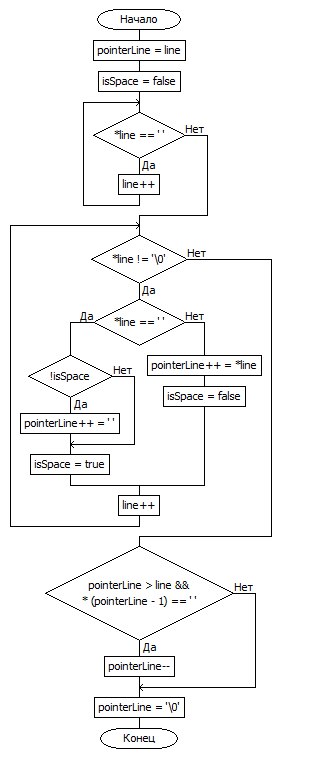 Начало
pointerLine = line
isSpace = false
*line == ' '
Нет
Да
line++
*line != '\0'
Нет
Да
Да
*line == ' '
Нет
!isSpace
Нет
pointerLine++ = *line
Да
isSpace = false
pointerLine++ = ' '
isSpace = true
line++
pointerLine > line &&
* (pointerLine - 1) == ' '
Нет
Да
pointerLine--
pointerLine = '\0'
Конец